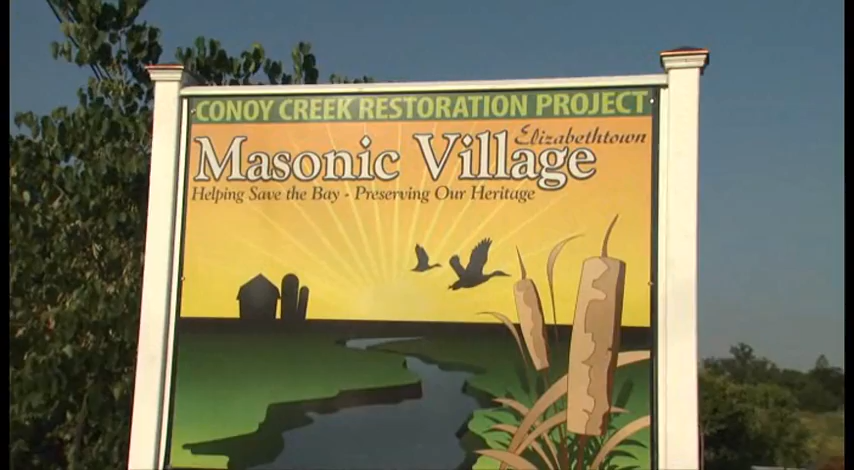 CONOY CREEK RESTORATION PROJECT
Elizabethtown
Masonic Village
Helping Save the Bay - Preserving Our Heritage